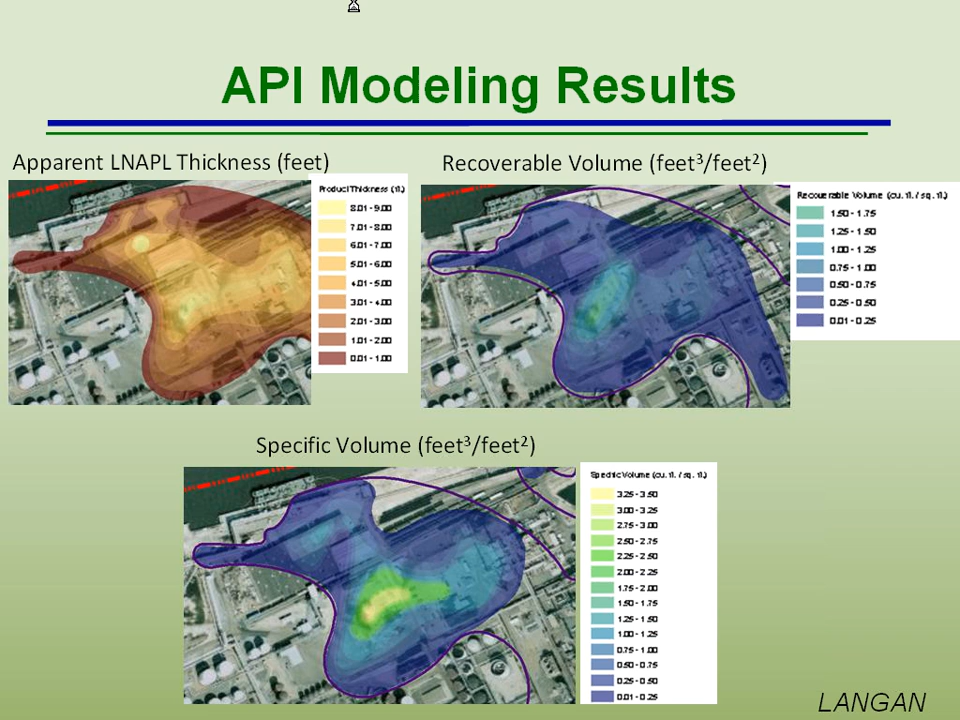 API Modeling Results
Apparent LNAPL Thickness (feet)
Product Thickness (ft.)
8.01 - 9.00
7.01 - 8.00
6.01 - 7.00
5.01 - 6.00
4.01 - 5.00
3.01 - 4.00
2.01 - 3.00
1.01 - 2.00
0.01 - 1.00
Recoverable Volume (feet³/feet²)
Recoverable Volume (cu. ft. / sq. ft.)
1.50 - 1.75
1.25 - 1.50
1.00 - 1.25
0.75 - 1.00
0.50 - 0.75
0.25 - 0.50
0.01 - 0.25
Specific Volume (feet³/feet²)
Specific Volume (cu. ft. / sq. ft.)
3.25 - 3.50
3.00 - 3.25
2.75 - 3.00
2.50 - 2.75
2.25 - 2.50
2.00 - 2.25
1.75 - 2.00
1.50 - 1.75
1.25 - 1.50
1.00 - 1.25
0.75 - 1.00
0.50 - 0.75
0.25 - 0.50
0.01 - 0.25
LANGAN